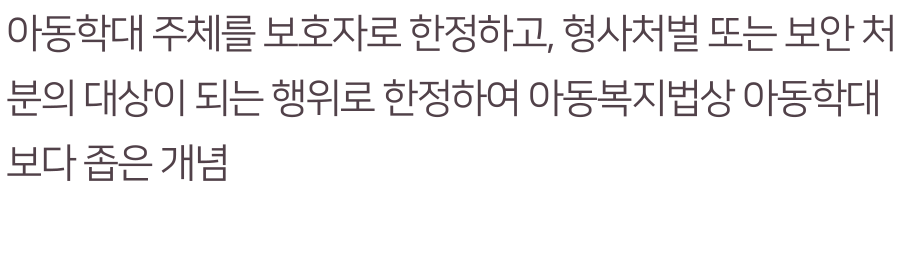 아동학대 주체를 보호자로 한정하고, 형사처벌 또는 보안 처
분의 대상이 되는 행위로 한정하여 아동복지법상 아동학대
보다 좁은 개념